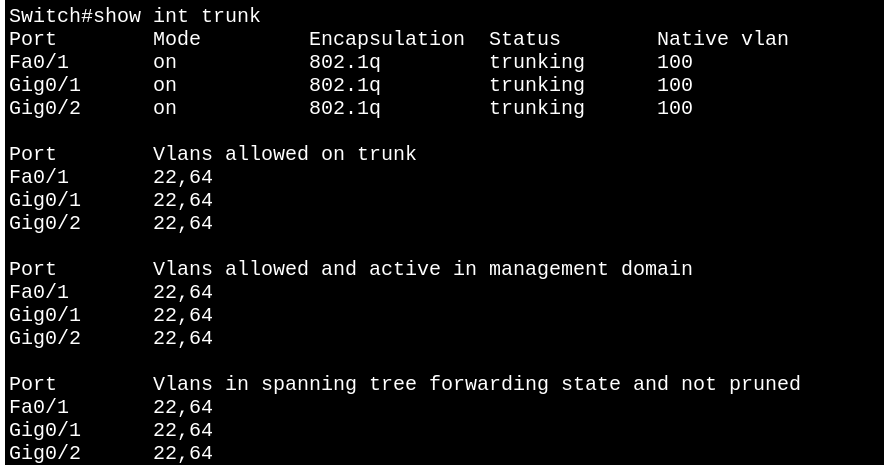 Switch#show int trunk
Port Mode Encapsulation Status Native vlan
Fa0/1 on 802.1q trunking 100
Gig0/1 on 802.1q trunking 100
Gig0/2 on 802.1q trunking 100
Port Vlans allowed on trunk
Fa0/1 22,64
Gig0/1 22,64
Gig0/2 22,64
Port Vlans allowed and active in management domain
Fa0/1 22,64
Gig0/1 22,64
Gig0/2 22,64
Port Vlans in spanning tree forwarding state and not pruned
Fa0/1 22,64
Gig0/1 22,64
Gig0/2 22,64